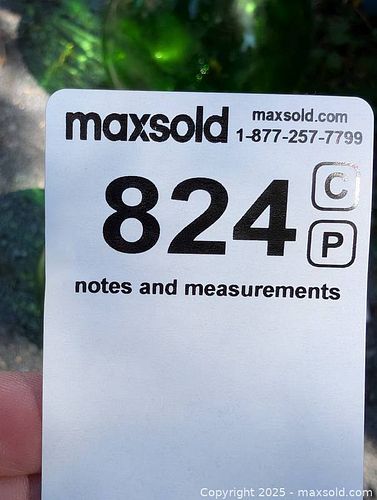 maxsold maxsold.com
1-877-257-7799
824 C
P
notes and measurements
Copyright 2025 - maxsold.com